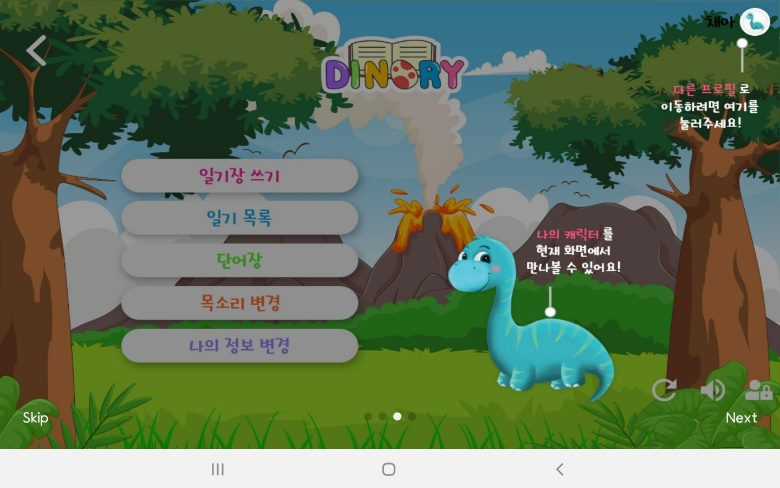 채아
DINORY
다른 프로필로
이동하려면 여기를
눌러주세요!
일기장 쓰기
일기 목록
단어장
목소리 변경
나의 정보 변경
나의 캐릭터를
현재 화면에서
만나볼 수 있어요!
Skip
Next